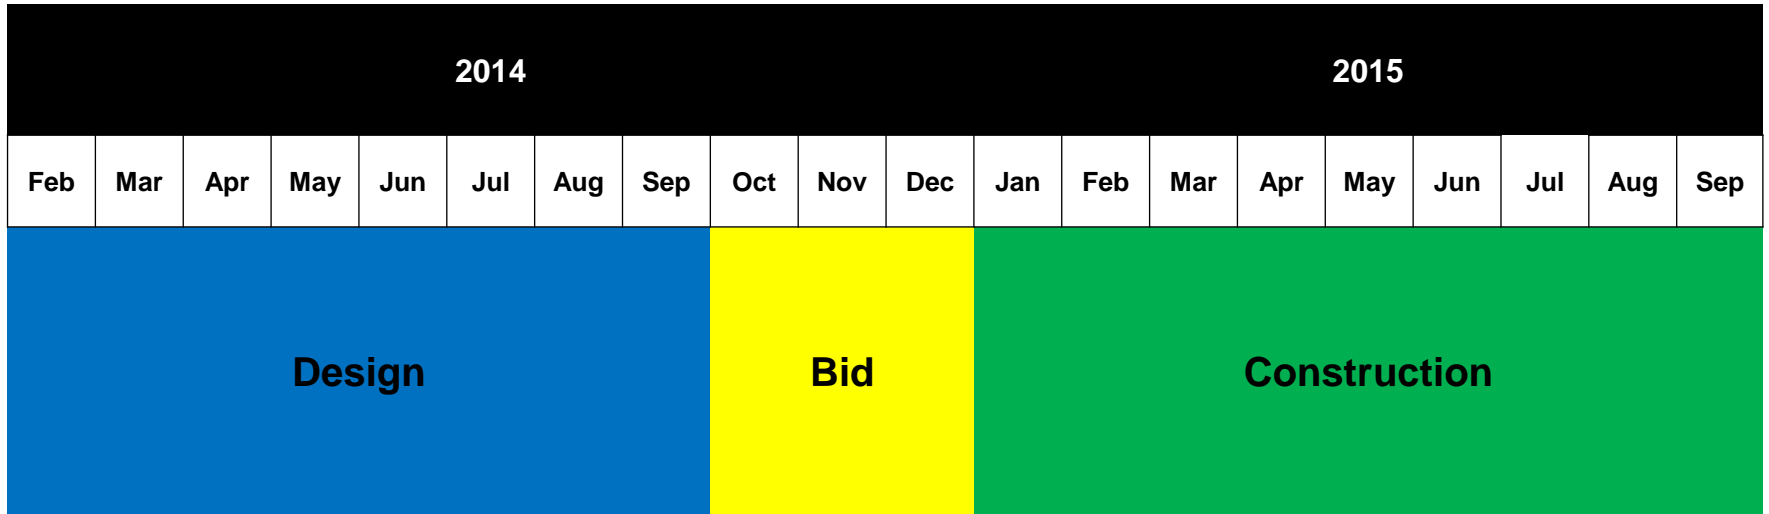 2014 2015
Feb Mar Apr May Jun Jul Aug Sep Oct Nov Dec Jan Feb Mar Apr May Jun Jul Aug Sep
Design Bid Construction